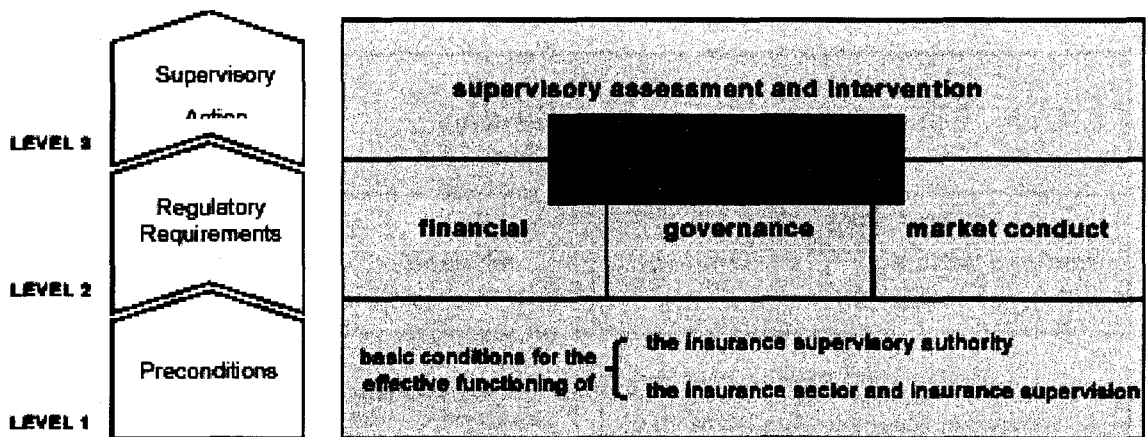 Supervisory
Action
LEVEL 3
supervisory assessment and intervention
Regulatory
Requirements
LEVEL 2
financial
governance
market conduct
Preconditions
LEVEL 1
basic conditions for the
effective functioning of
the insurance supervisory authority
the insurance sector and insurance supervision